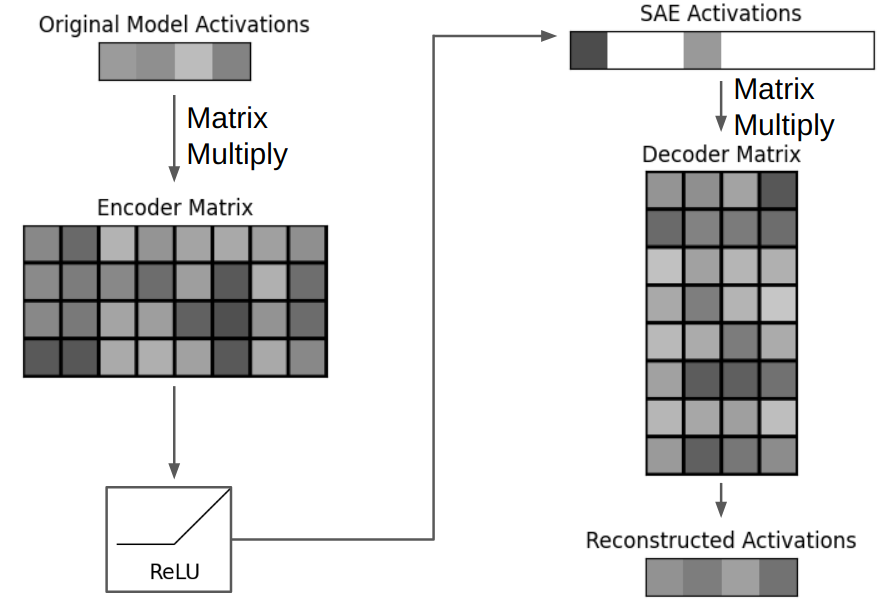 Original Model Activations
Matrix
Multiply
Encoder Matrix
ReLU
SAE Activations
Matrix
Multiply
Decoder Matrix
Reconstructed Activations